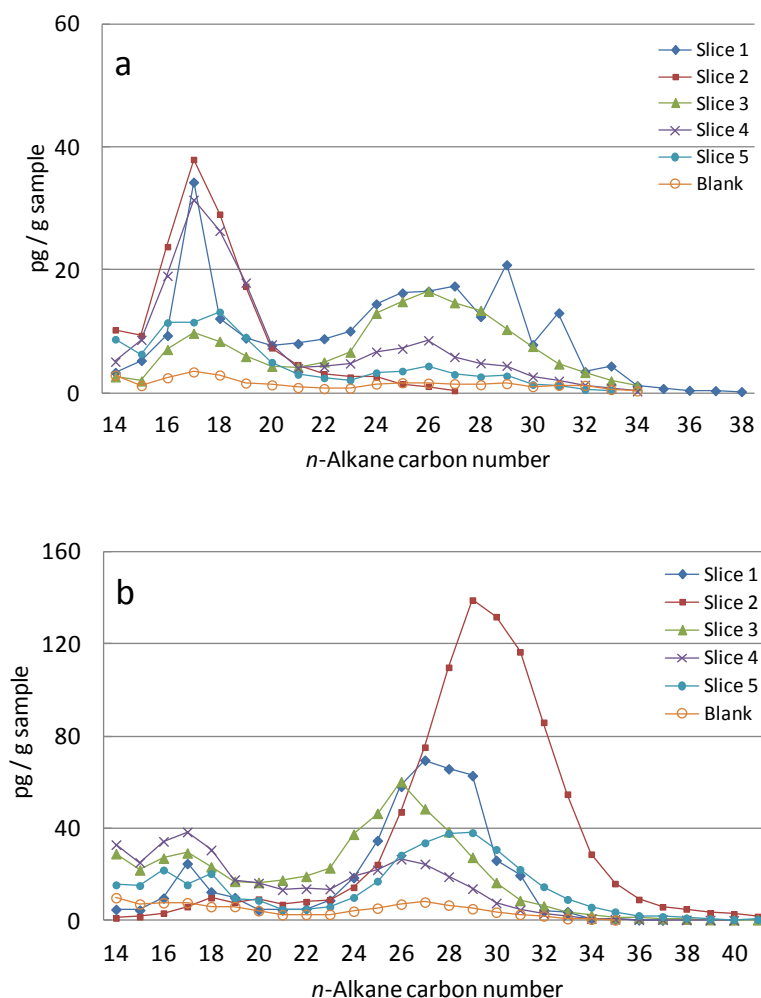 a
60
40
20
0
pg / g sample
14 16 18 20 22 24 26 28 30 32 34 36 38
n-Alkane carbon number
Slice 1
Slice 2
Slice 3
Slice 4
Slice 5
Blank
b
160
120
80
40
0
pg / g sample
14 16 18 20 22 24 26 28 30 32 34 36 38 40
n-Alkane carbon number
Slice 1
Slice 2
Slice 3
Slice 4
Slice 5
Blank